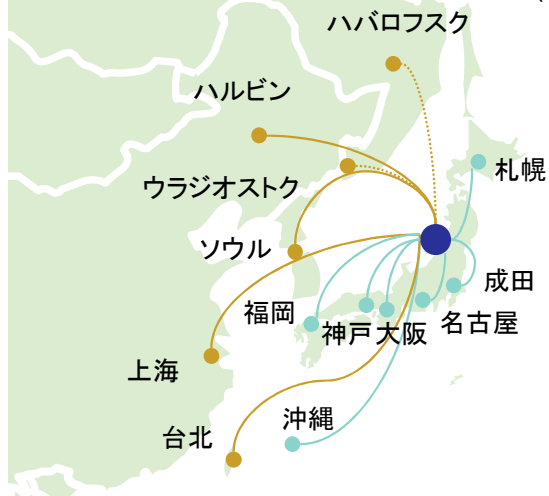 ハバロフスク
ハルビン
札幌
ウラジオストク
ソウル
成田
福岡
神戸
大阪
名古屋
上海
沖縄
台北